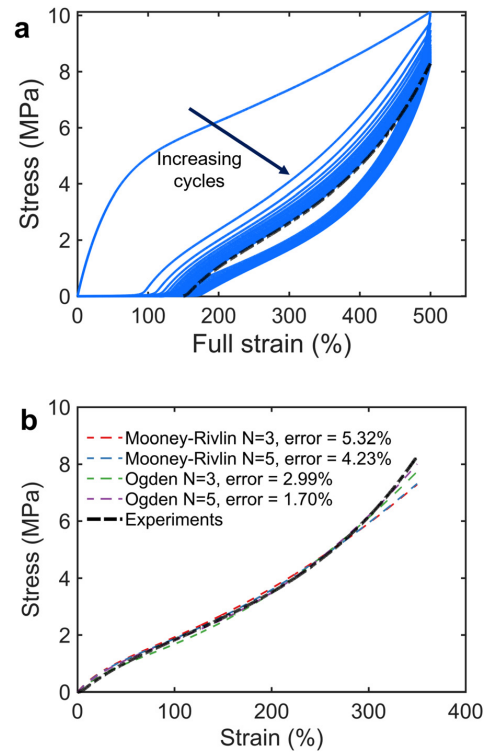 a
10
8
6
4
2
0
Stress (MPa)
Increasing
cycles
0 100 200 300 400 500
Full strain (%)
b
10
8
6
4
2
0
Stress (MPa)
Mooney-Rivlin N=3, error = 5.32%
Mooney-Rivlin N=5, error = 4.23%
Ogden N=3, error = 2.99%
Ogden N=5, error = 1.70%
Experiments
0 100 200 300 400
Strain (%)